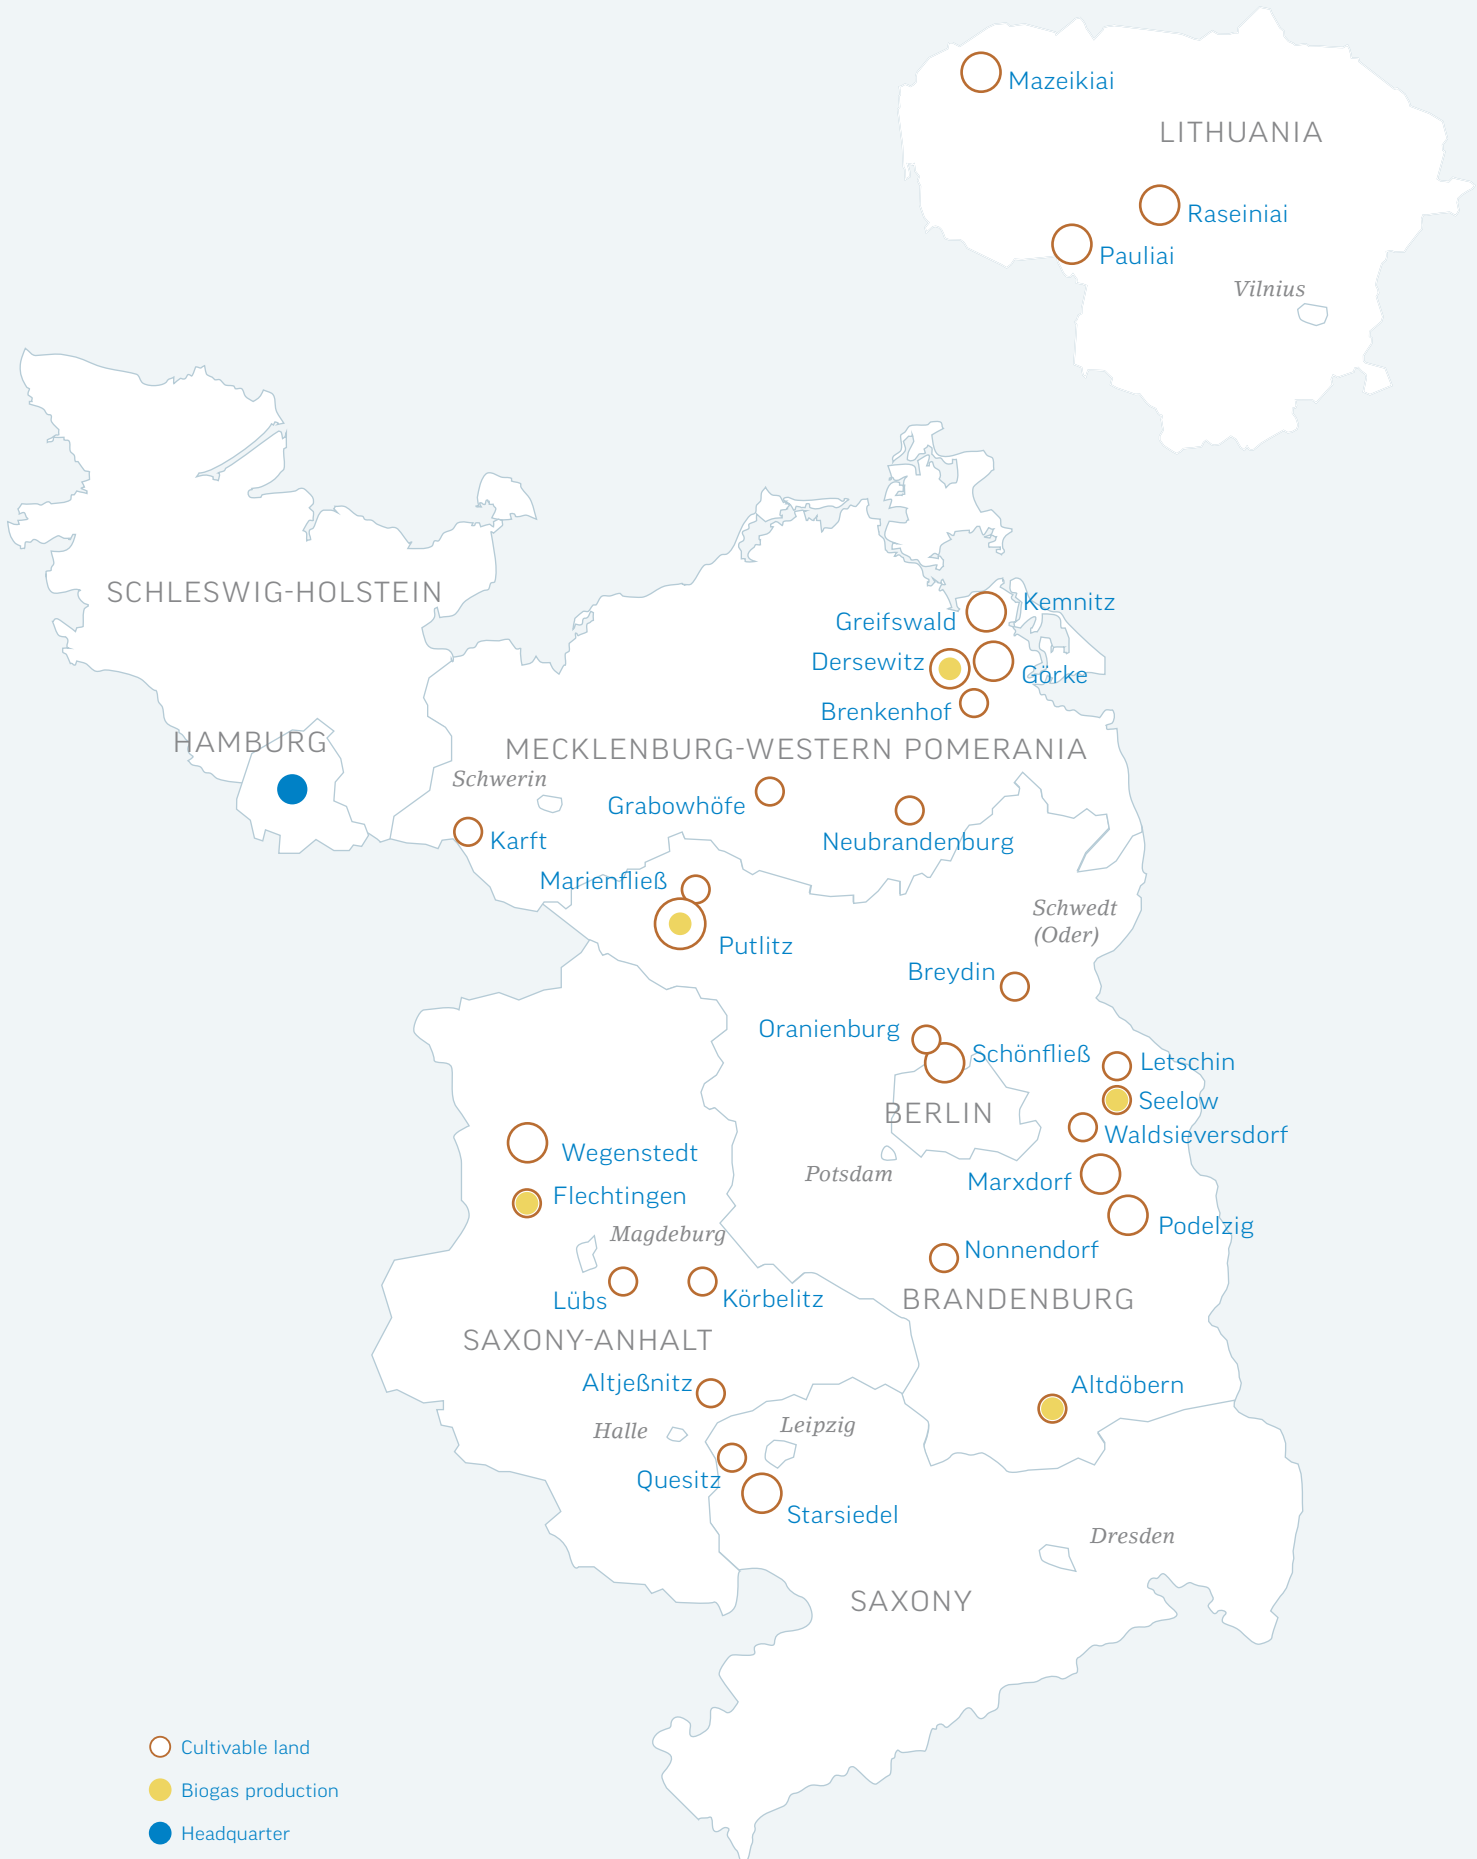 Mazeikiai
LITHUANIA
Raseiniai
Pauliai
Vilnius
SCHLESWIG-HOLSTEIN
Kemnitz
Greifswald
Dersewitz
Görke
Brenkenhof
HAMBURG
MECKLENBURG-WESTERN POMERANIA
Schwerin
Grabowhöfe
Karft
Neubrandenburg
Marienfließ
Schwedt
(Oder)
Putlitz
Breydin
Oranienburg
Schönfließ
Letschin
Seelow
BERLIN
Waldsieversdorf
Wegenstedt
Potsdam
Marxdorf
Flechtingen
Podelzig
Magdeburg
Nonnendorf
Lübs
Körbelitz
BRANDENBURG
SAXONY-ANHALT
Altjeßnitz
Altdöbern
Halle
Leipzig
Quesitz
Starsiedel
Dresden
SAXONY
Cultivable land
Biogas production
Headquarter